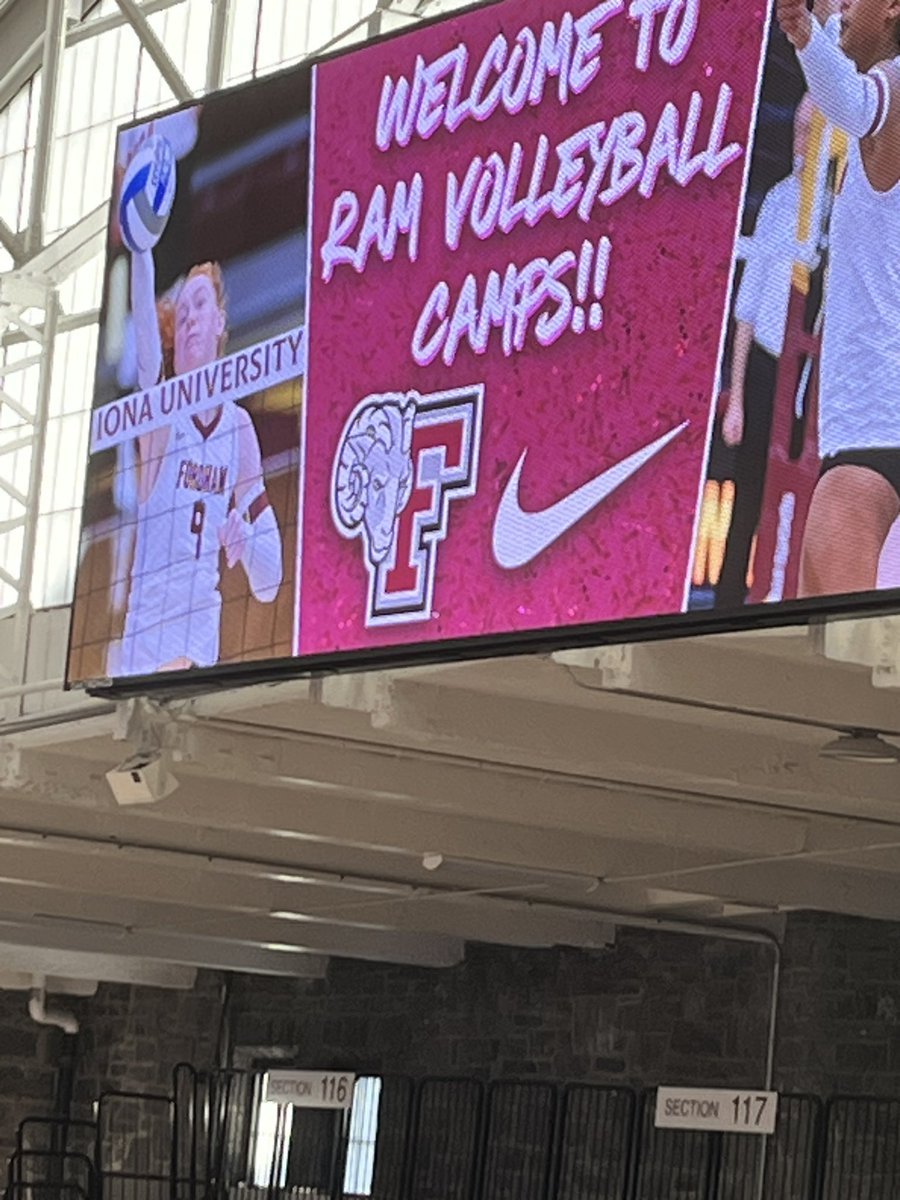 WELCOME TO
RAM VOLLEYBALL
CAMPS!!
IONA UNIVERSITY
FORDHAM
9
F
SECTION 116
SECTION 117